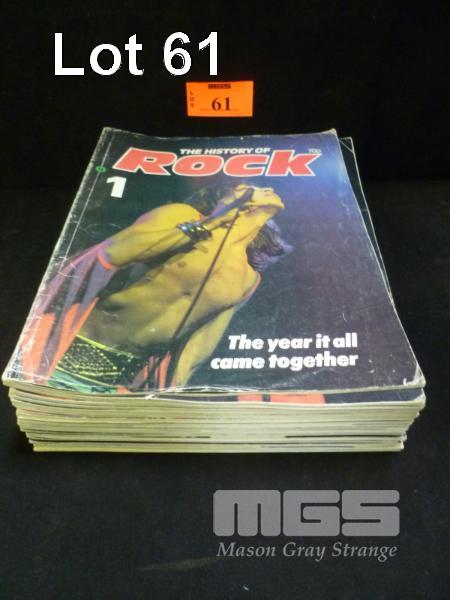 Lot 61
MGS
LOT
61
THE HISTORY OF
70p
Rock
1
The year it all
came together
MGS
Mason Gray Strange